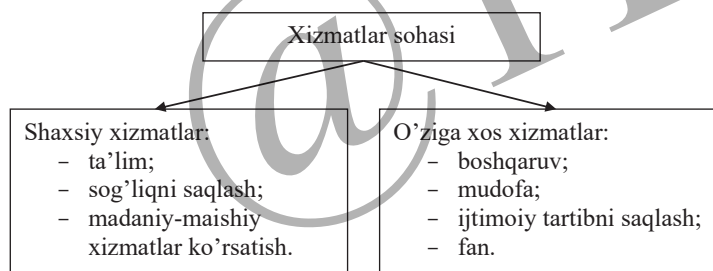 Xizmatlar sohasi
Shaxsiy xizmatlar:
– ta’lim;
– sog’liqni saqlash;
– madaniy-maishiy
xizmatlar ko’rsatish.
O’ziga xos xizmatlar:
– boshqaruv;
– mudofa;
– ijtimoiy tartibni saqlash;
– fan.